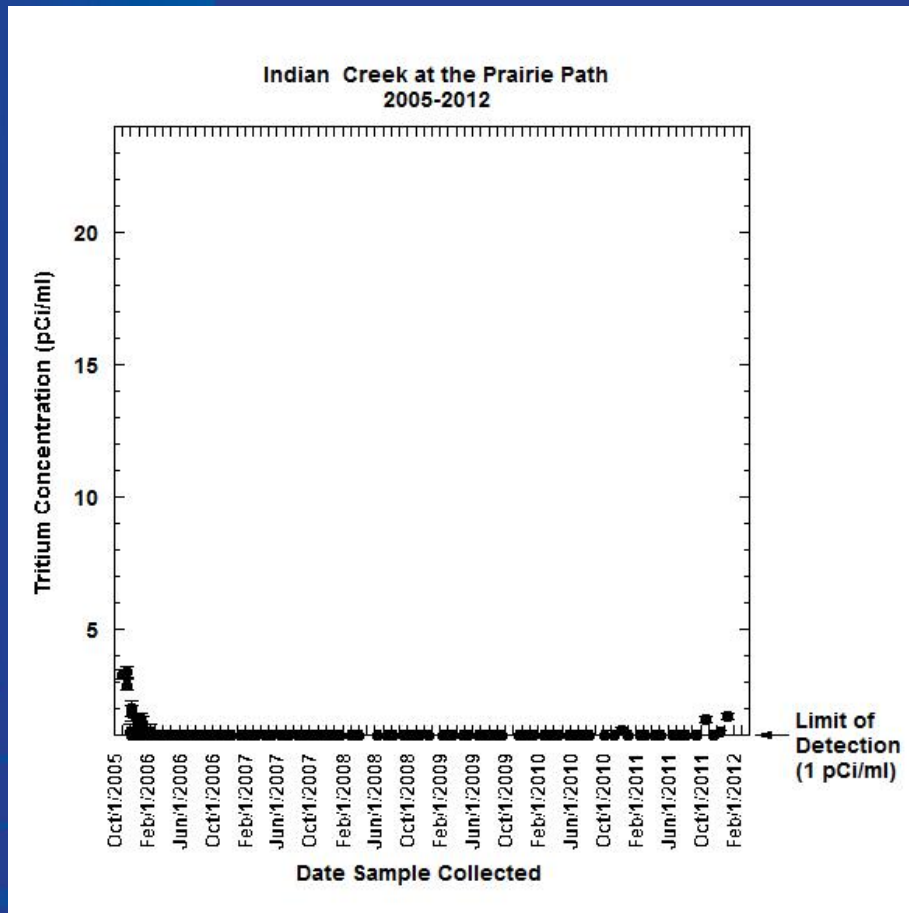 Indian Creek at the Prairie Path
2005-2012
Tritium Concentration (pCi/ml)
20
15
10
5
Limit of
Detection
(1 pCi/ml)
Oct/1/2005
Feb/1/2006
Jun/1/2006
Oct/1/2006
Feb/1/2007
Jun/1/2007
Oct/1/2007
Feb/1/2008
Jun/1/2008
Oct/1/2008
Feb/1/2009
Jun/1/2009
Oct/1/2009
Feb/1/2010
Jun/1/2010
Oct/1/2010
Feb/1/2011
Jun/1/2011
Oct/1/2011
Feb/1/2012
Date Sample Collected